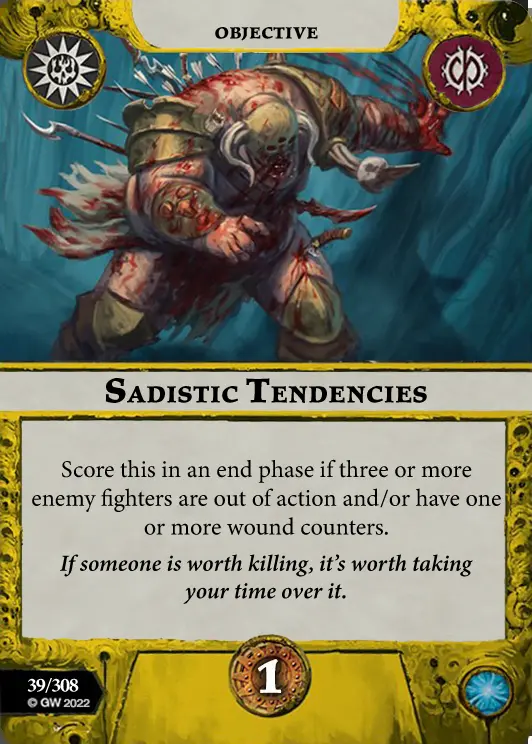 OBJECTIVE
SADISTIC TENDENCIES
Score this in an end phase if three or more
enemy fighters are out of action and/or have one
or more wound counters.
If someone is worth killing, it's worth taking
your time over it.
1
39/308
© GW 2022